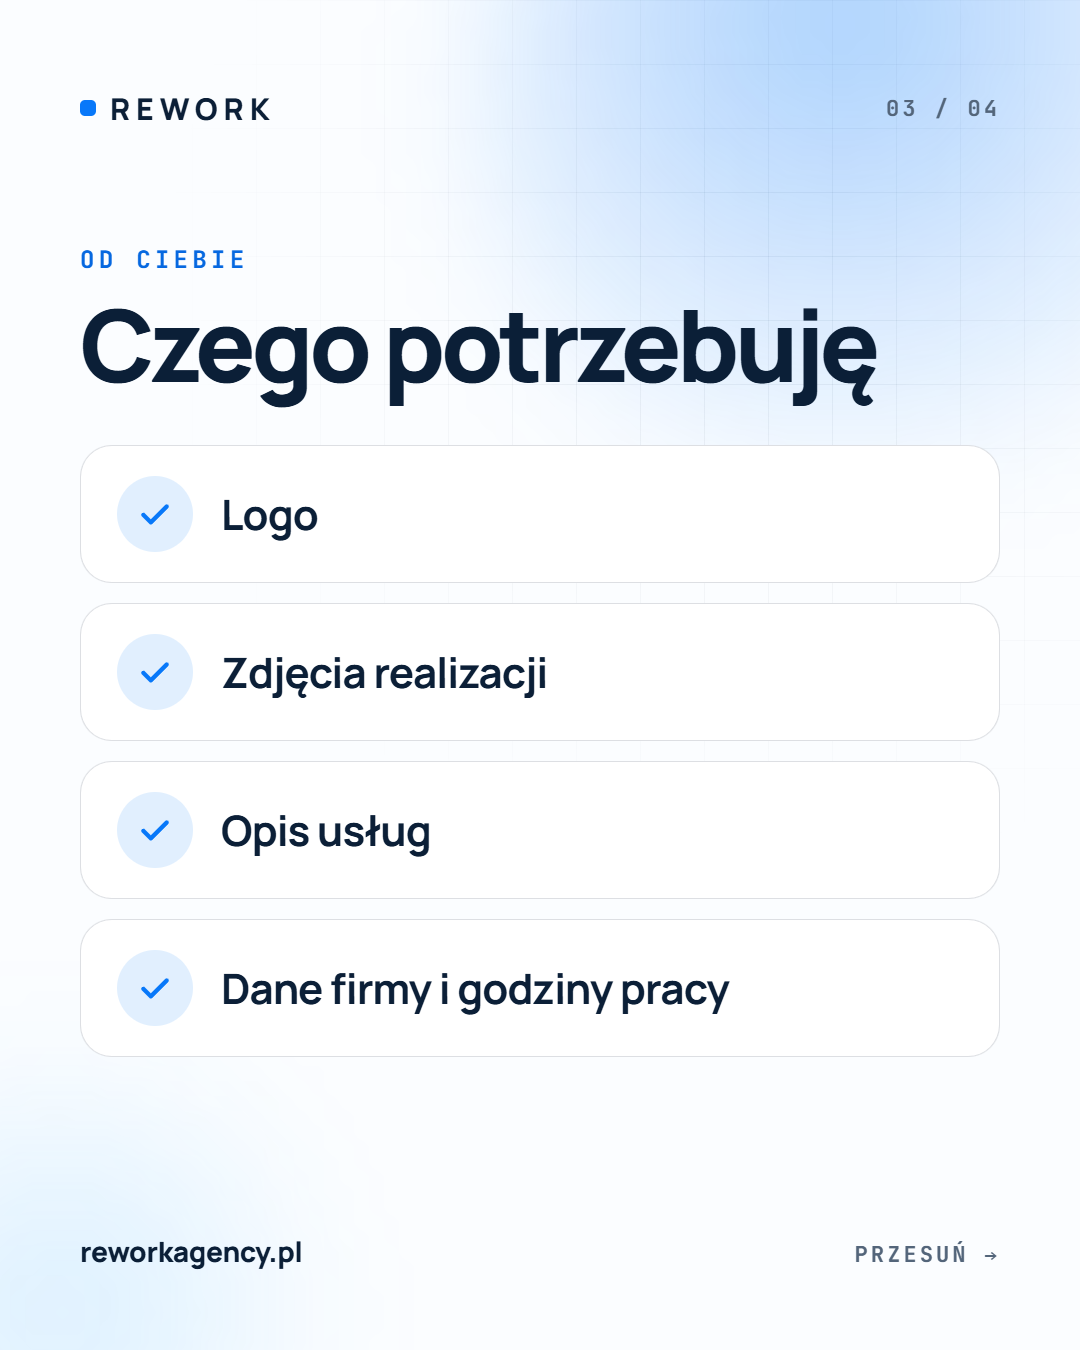 REWORK
03 / 04
OD CIEBIE
Czego potrzebuję
Logo
Zdjęcia realizacji
Opis usług
Dane firmy i godziny pracy
reworkagency.pl
PRZESUŃ →